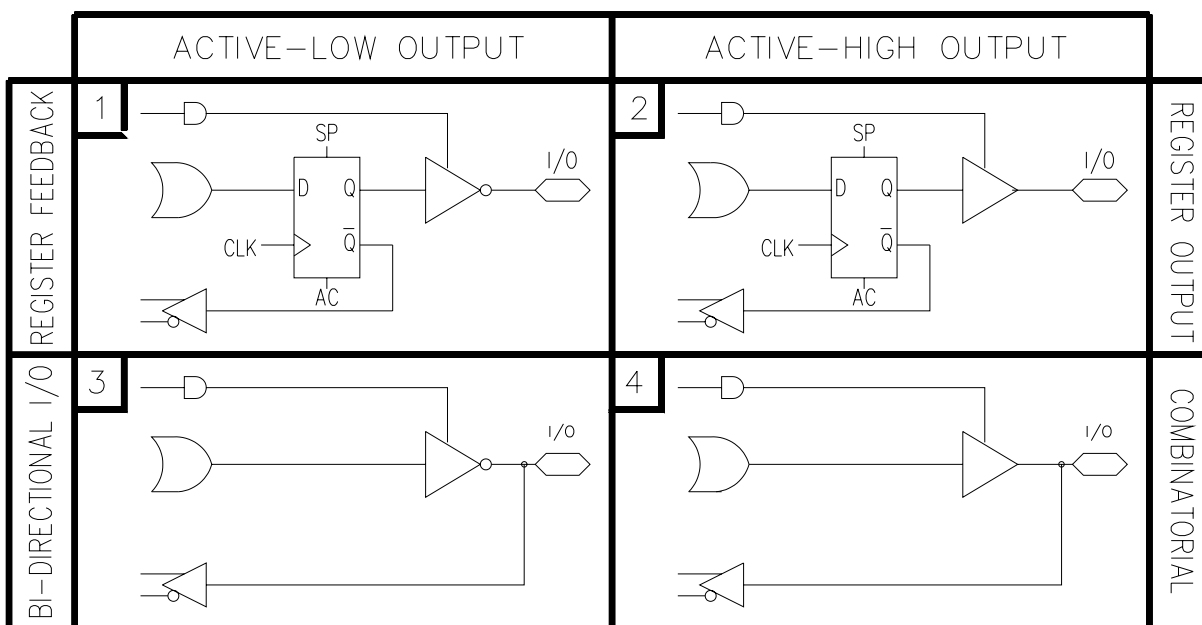 ACTIVE-LOW OUTPUT
ACTIVE-HIGH OUTPUT
REGISTER FEEDBACK
1
SP
D
Q
I/O
CLK
Q̅
AC
2
SP
D
Q
I/O
CLK
Q̅
AC
REGISTER OUTPUT
BI-DIRECTIONAL I/O
3
I/O
4
I/O
COMBINATORIAL